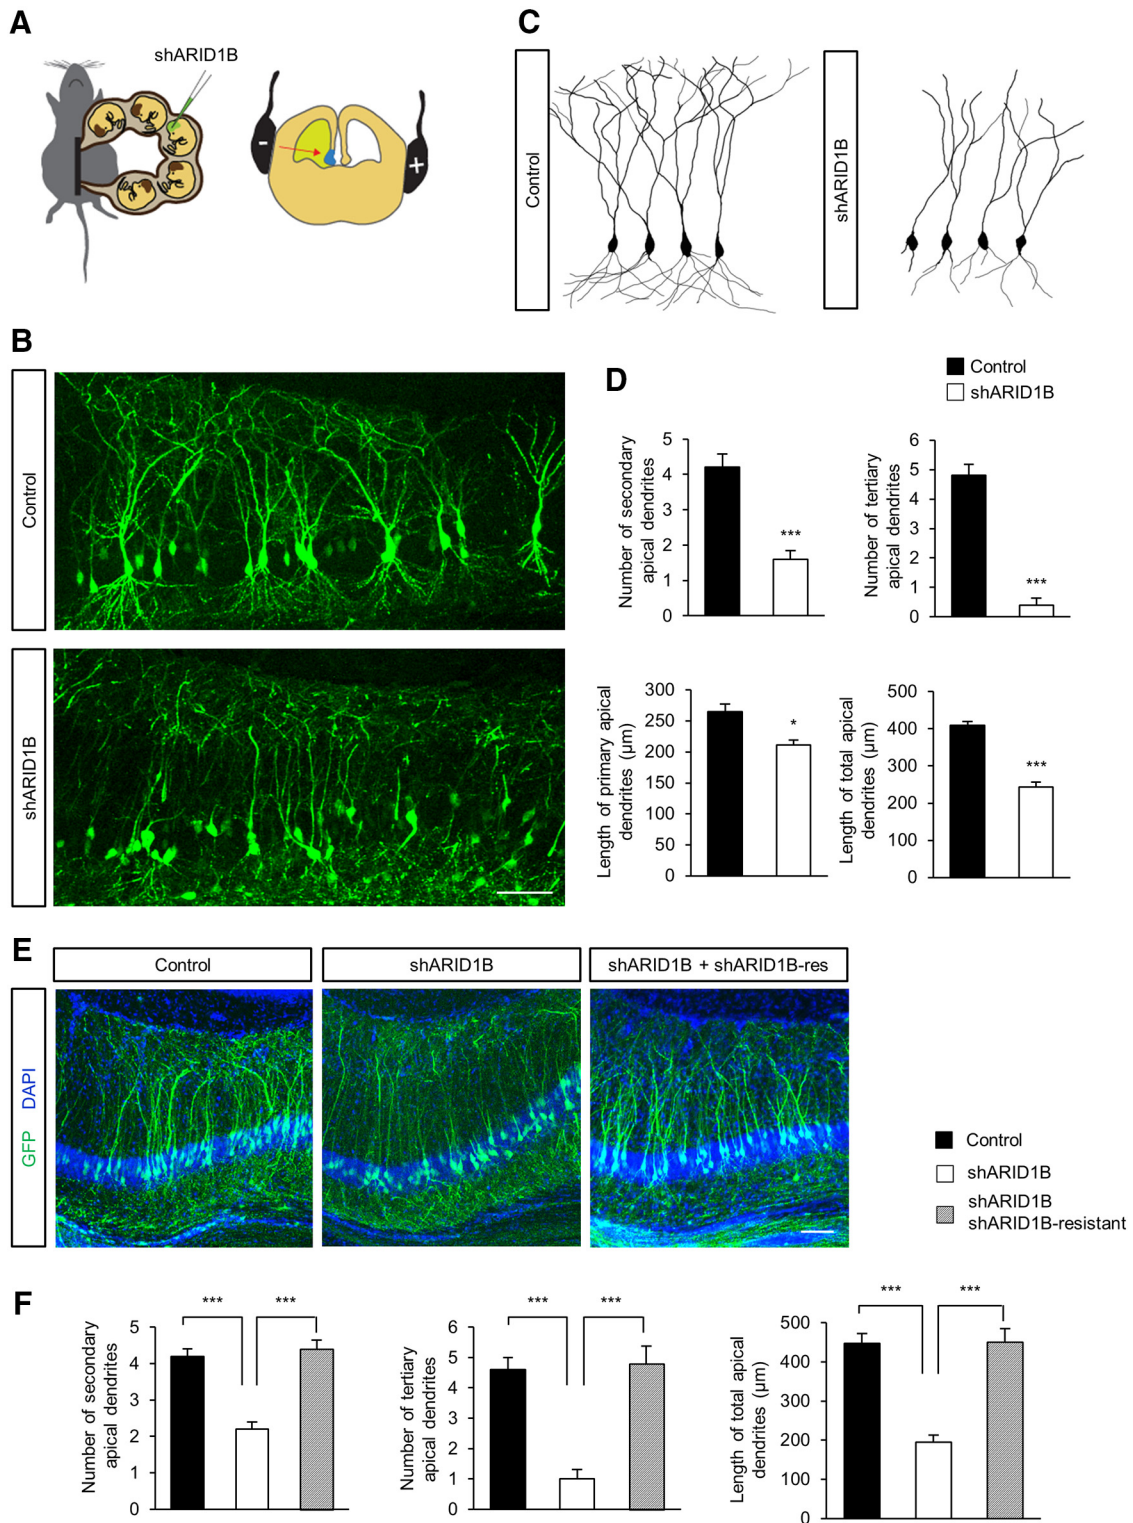 A
shARID1B
-
+
C
Control
shARID1B
B
Control
shARID1B
D
Control
shARID1B
Number of secondary
apical dendrites
5
4
3
2
1
0
***
Number of tertiary
apical dendrites
6
5
4
3
2
1
0
***
Length of primary apical
dendrites (µm)
300
250
200
150
100
50
0
*
Length of total apical
dendrites (µm)
500
400
300
200
100
0
***
E
Control
shARID1B
shARID1B + shARID1B-res
GFP DAPI
Control
shARID1B
shARID1B
shARID1B-resistant
F
Number of secondary
apical dendrites
5
4
3
2
1
0
***
***
Number of tertiary
apical dendrites
6
5
4
3
2
1
0
***
***
Length of total apical
dendrites (µm)
500
400
300
200
100
0
***
***